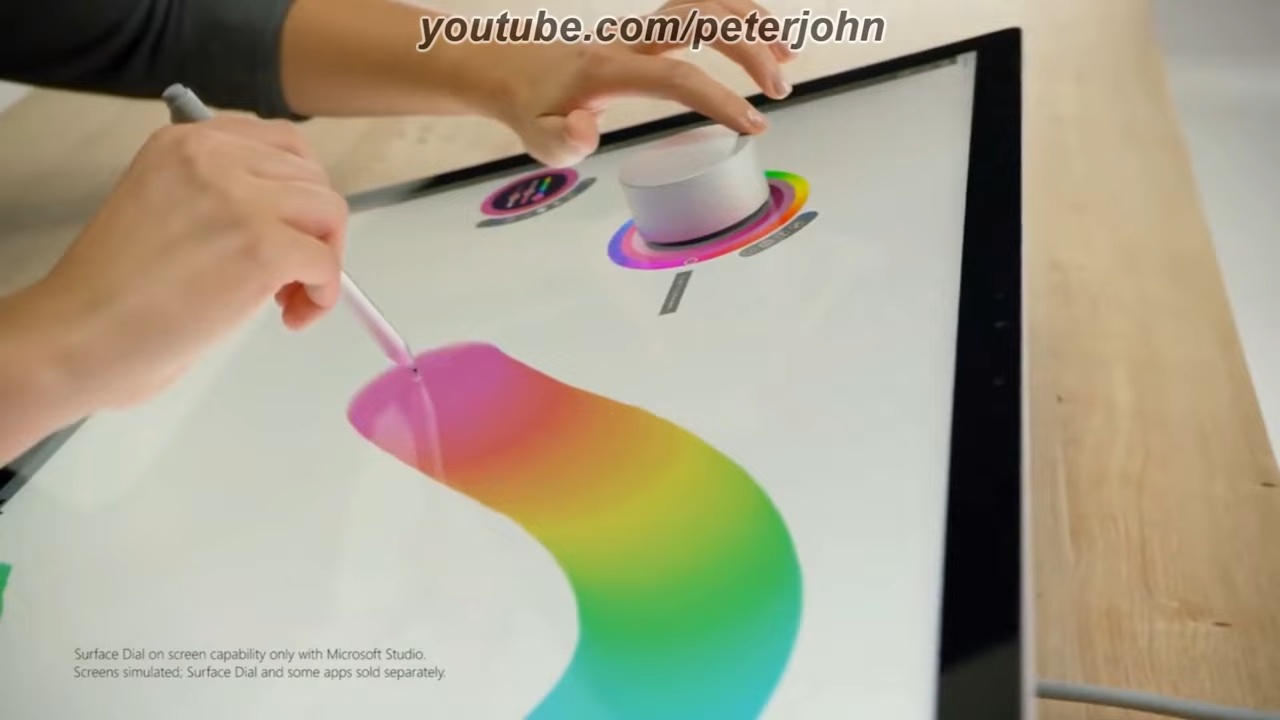 youtube.com/peterjohn
Surface Dial on screen capability only with Microsoft Studio.
Screens simulated; Surface Dial and some apps sold separately.